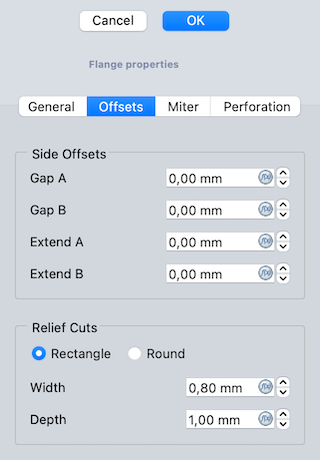 Cancel OK
Flange properties
General Offsets Miter Perforation
Side Offsets
Gap A 0,00 mm
Gap B 0,00 mm
Extend A 0,00 mm
Extend B 0,00 mm
Relief Cuts
Rectangle Round
Width 0,80 mm
Depth 1,00 mm